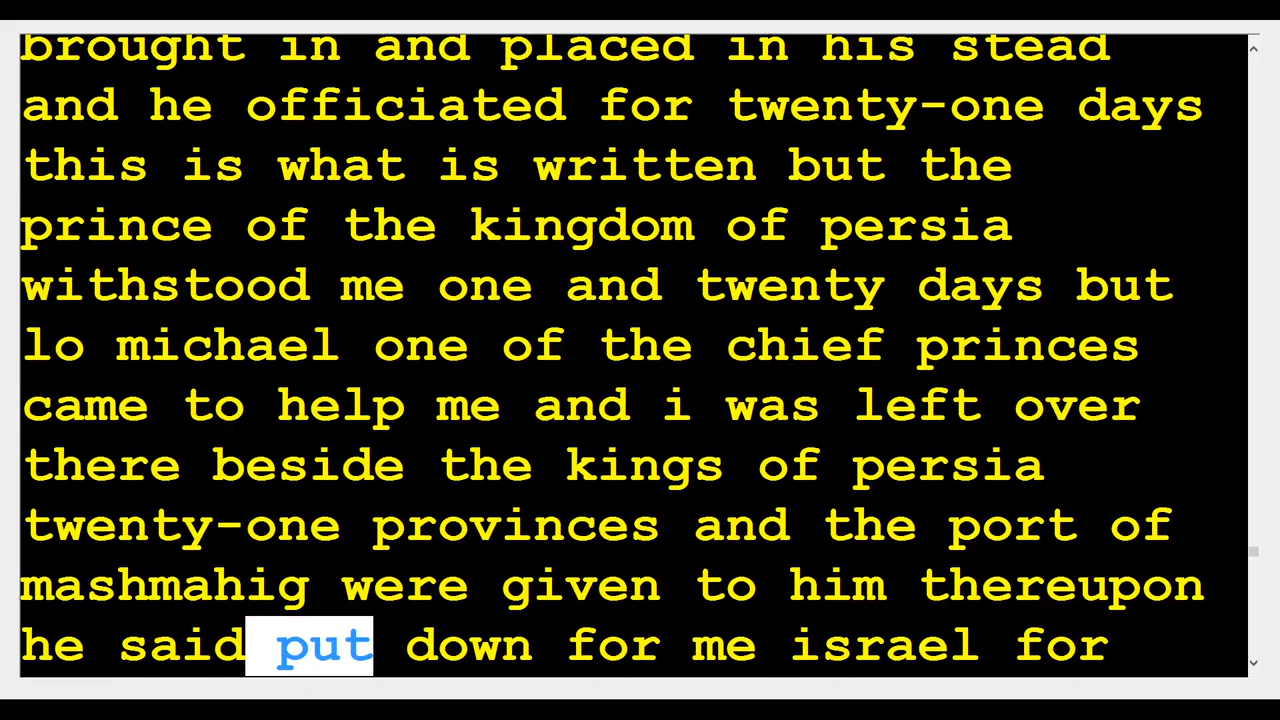 brought in and placed in his stead
and he officiated for twenty-one days
this is what is written but the
prince of the kingdom of persia
withstood me one and twenty days but
lo michael one of the chief princes
came to help me and i was left over
there beside the kings of persia
twenty-one provinces and the port of
mashmahig were given to him thereupon
he said put down for me israel for